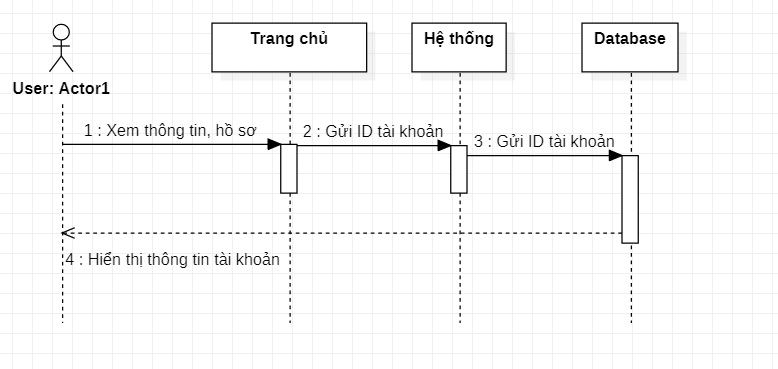 Trang chủ
Hệ thống
Database
User: Actor1
1 : Xem thông tin, hồ sơ
2 : Gửi ID tài khoản
3 : Gửi ID tài khoản
4 : Hiển thị thông tin tài khoản